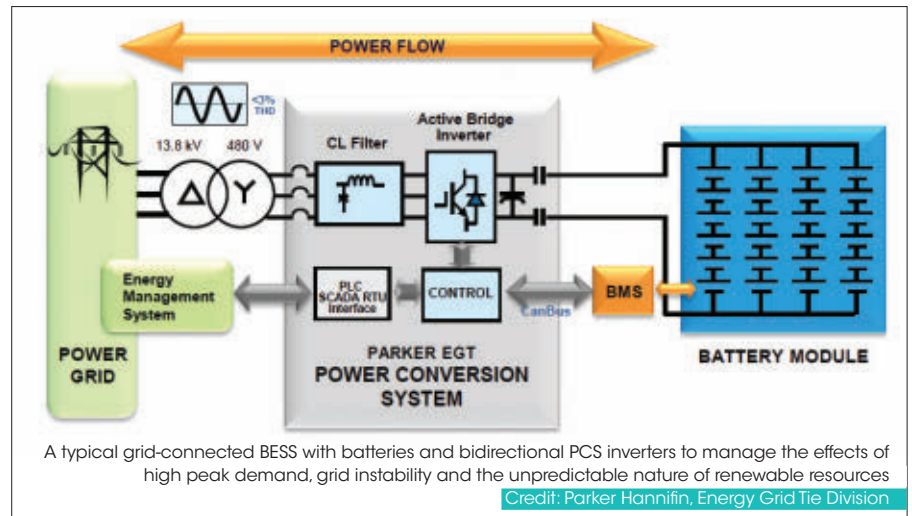 POWER FLOW
<3%
THD
13.8 kV
480 V
CL Filter
Active Bridge
Inverter
Δ
Y
Energy
Management
System
PLC
SCADA RTU
Interface
CONTROL
CanBus
BMS
POWER
GRID
PARKER EGT
POWER CONVERSION
SYSTEM
BATTERY MODULE
A typical grid-connected BESS with batteries and bidirectional PCS inverters to manage the effects of
high peak demand, grid instability and the unpredictable nature of renewable resources
Credit: Parker Hannifin, Energy Grid Tie Division